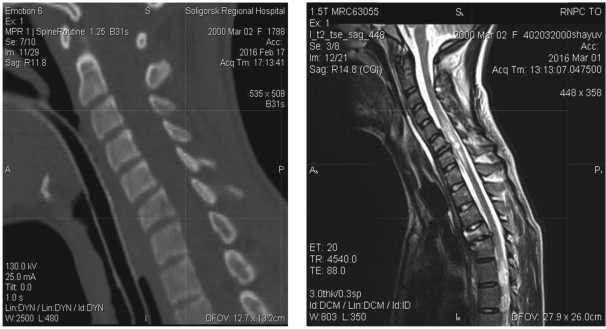 Emotion 6
S
Soligorsk Regional Hospital
Ex: 1
2000 Mar 02 F 1788
MPR 1 | SpineRoutine 1.25 B31s
Acc:
Se: 7/10
2016 Feb 17
Im: 11/29
Acq Tm: 17:13:41
Sag: R11.8
535 x 508
B31s
A
P
130.0 kV
25.0 mA
Tilt: 0.0
1.0 s
Lin:DYN / Lin:DYN / Id:DYN
W:2500 L:480
I
DFOV: 12.7 x 13.2cm
1.5T MRC63055
S
RNPC TO
Ex: 1
l_t2_tse_sag_448
2000 Mar 02 F 402032000shayuv
Se: 3/8
Acc:
Im: 12/21
2016 Mar 01
Sag: R14.8 (COI)
Acq Tm: 13:13:07.047500
448 x 358
A
P
ET: 20
TR: 4540.0
TE: 88.0
3.0thk/0.3sp
Id:DCM / Lin:DCM / Id:ID
W:803 L:350
DFOV: 27.9 x 26.0cm